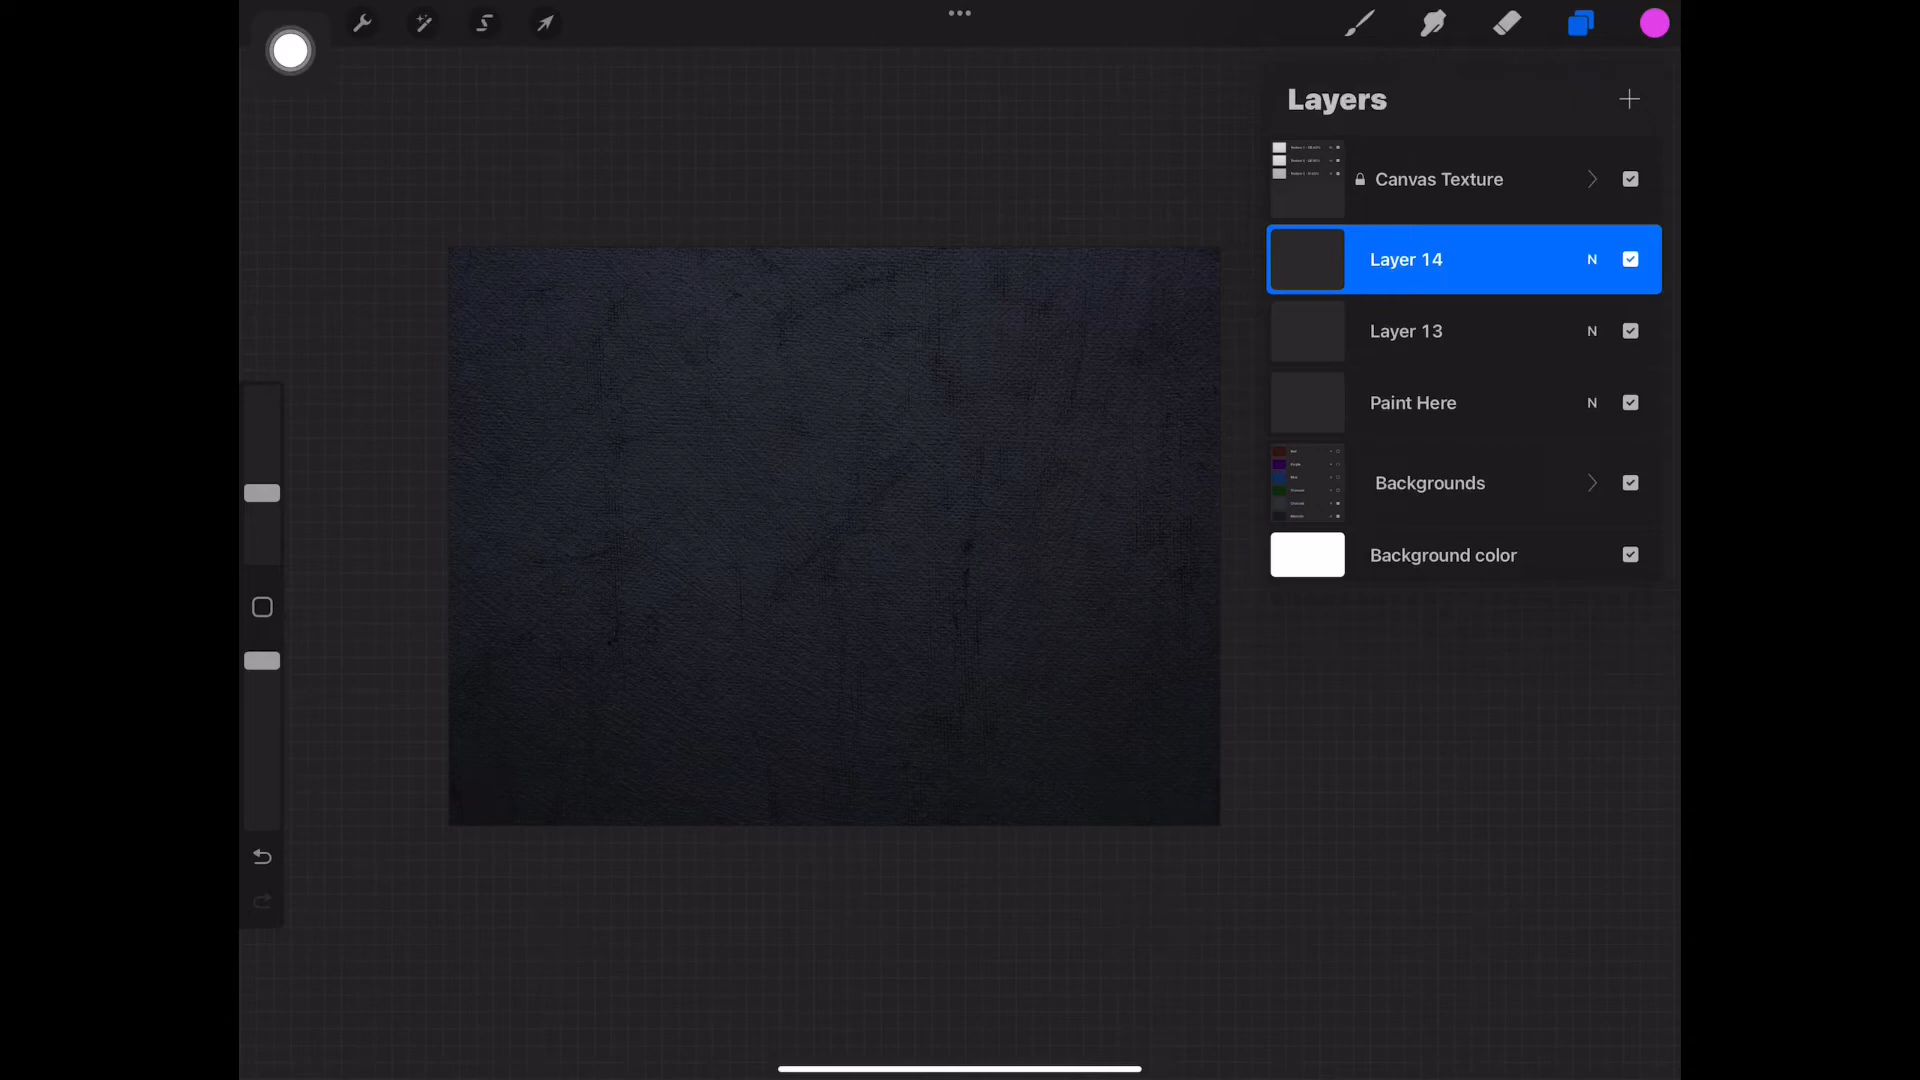 Layers
Canvas Texture
Layer 14 N
Layer 13 N
Paint Here N
Backgrounds
Background color